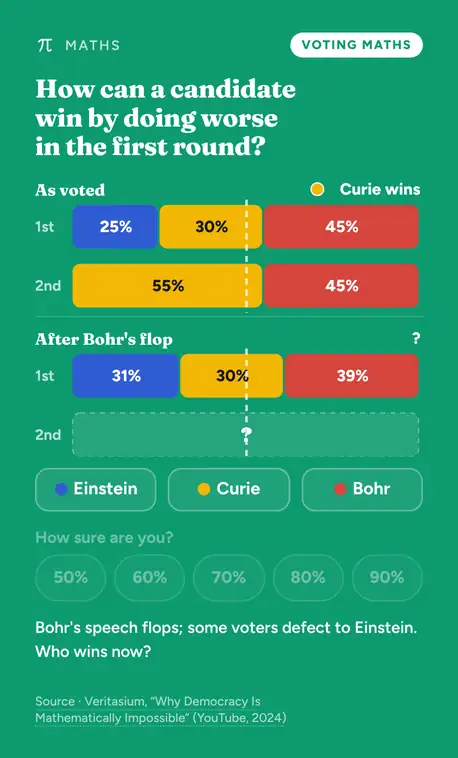 π MATHS
VOTING MATHS
How can a candidate
win by doing worse
in the first round?
As voted
Curie wins
1st 25% 30% 45%
2nd 55% 45%
After Bohr's flop ?
1st 31% 30% 39%
2nd ?
Einstein Curie Bohr
How sure are you?
50% 60% 70% 80% 90%
Bohr's speech flops; some voters defect to Einstein.
Who wins now?
Source · Veritasium, “Why Democracy Is
Mathematically Impossible” (YouTube, 2024)